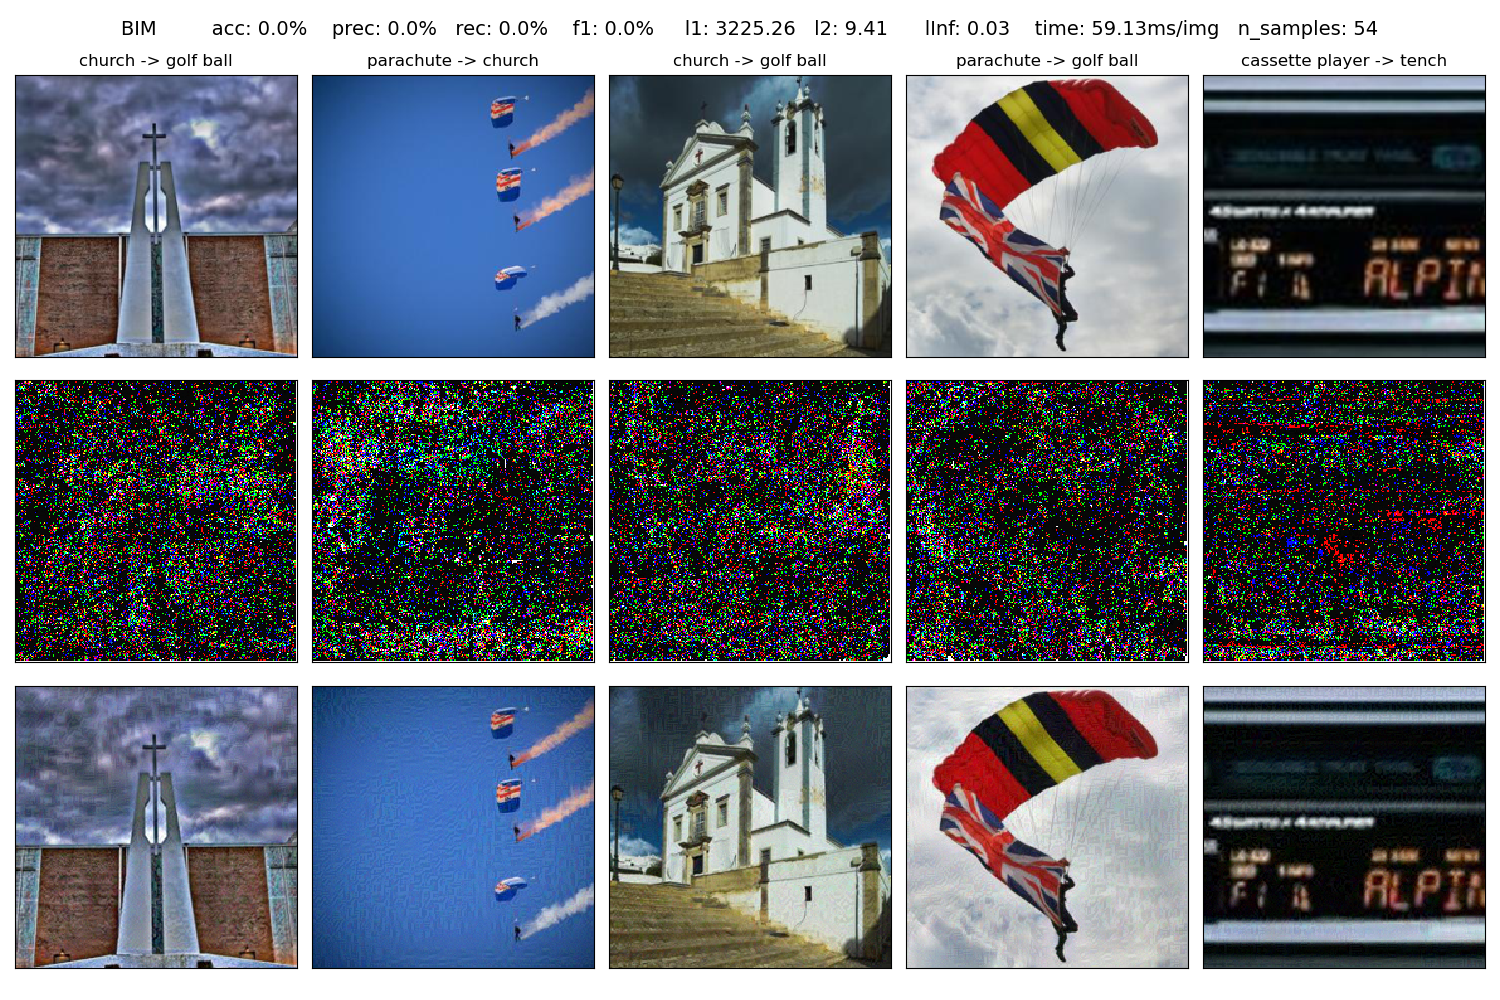 BIM acc: 0.0% prec: 0.0% rec: 0.0% f1: 0.0% l1: 3225.26 l2: 9.41 lInf: 0.03 time: 59.13ms/img n_samples: 54
church -> golf ball
parachute -> church
church -> golf ball
parachute -> golf ball
cassette player -> tench
ALPIN
ALPIN